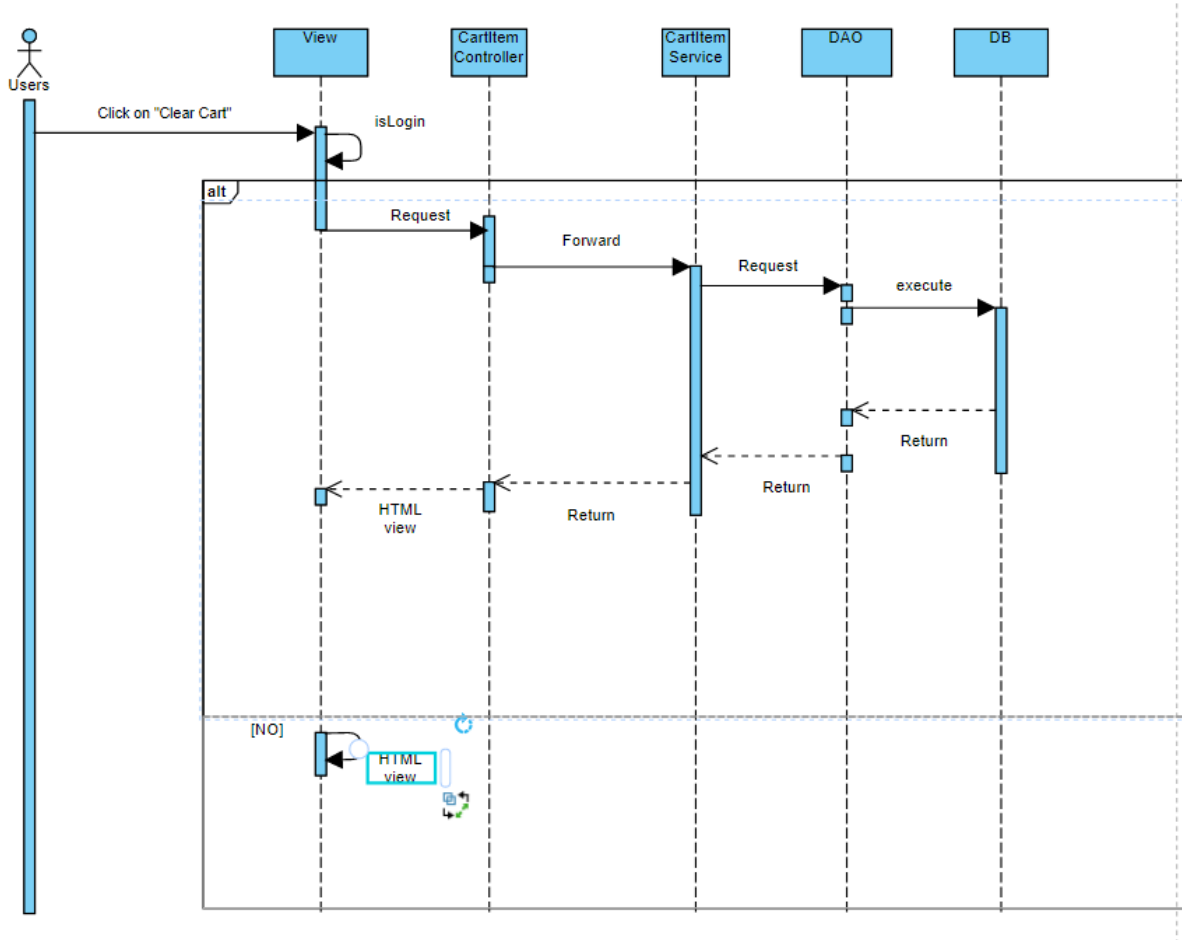 View
CartItem
Controller
CartItem
Service
DAO
DB
Users
Click on "Clear Cart"
isLogin
alt
Request
Forward
Request
execute
Return
Return
HTML
view
Return
[NO]
HTML
view